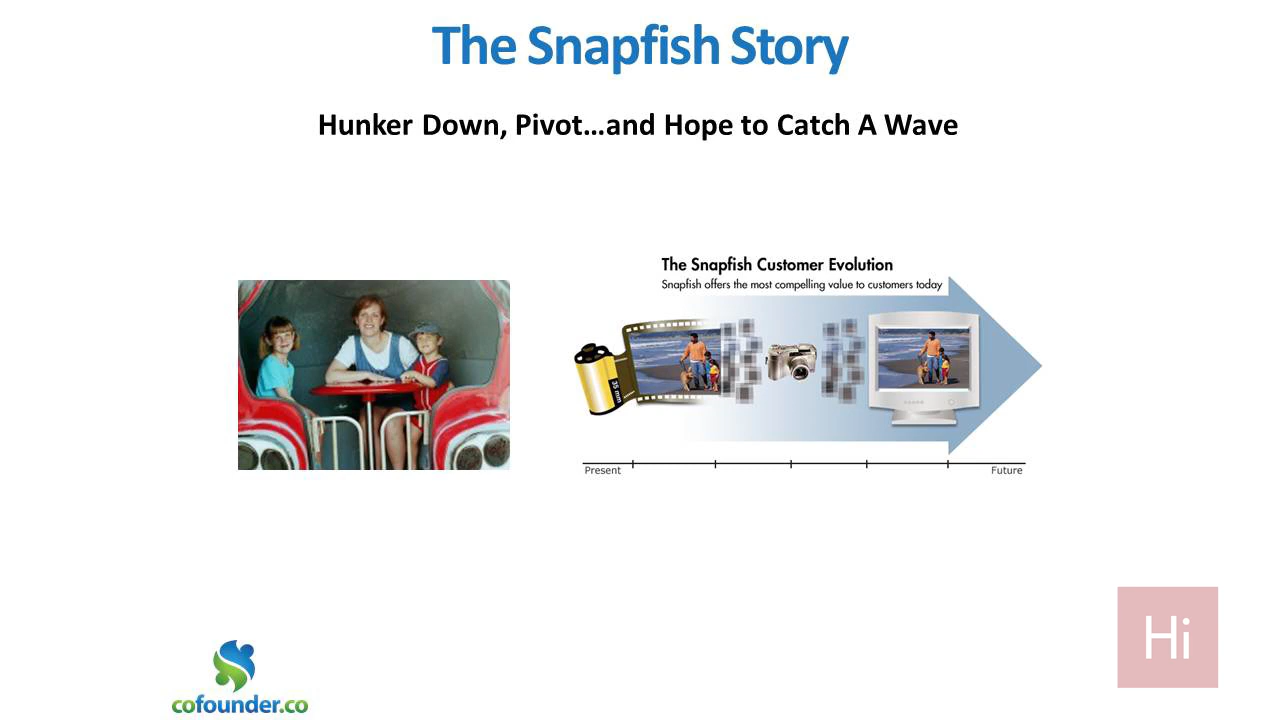 The Snapfish Story
Hunker Down, Pivot…and Hope to Catch A Wave
The Snapfish Customer Evolution
Snapfish offers the most compelling value to customers today
35 mm
Present
Future
Hi
cofounder.co